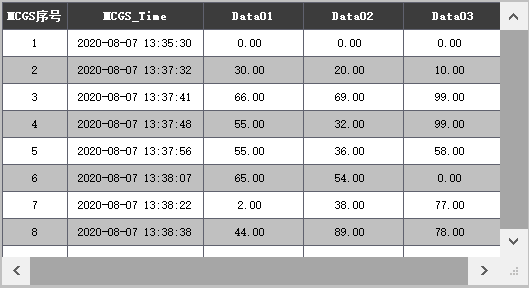 MCGS序号 MCGS_Time Data01 Data02 Data03
1 2020-08-07 13:35:30 0.00 0.00 0.00
2 2020-08-07 13:37:32 30.00 20.00 10.00
3 2020-08-07 13:37:41 66.00 69.00 99.00
4 2020-08-07 13:37:48 55.00 32.00 99.00
5 2020-08-07 13:37:56 55.00 36.00 58.00
6 2020-08-07 13:38:07 65.00 54.00 0.00
7 2020-08-07 13:38:22 2.00 38.00 77.00
8 2020-08-07 13:38:38 44.00 89.00 78.00